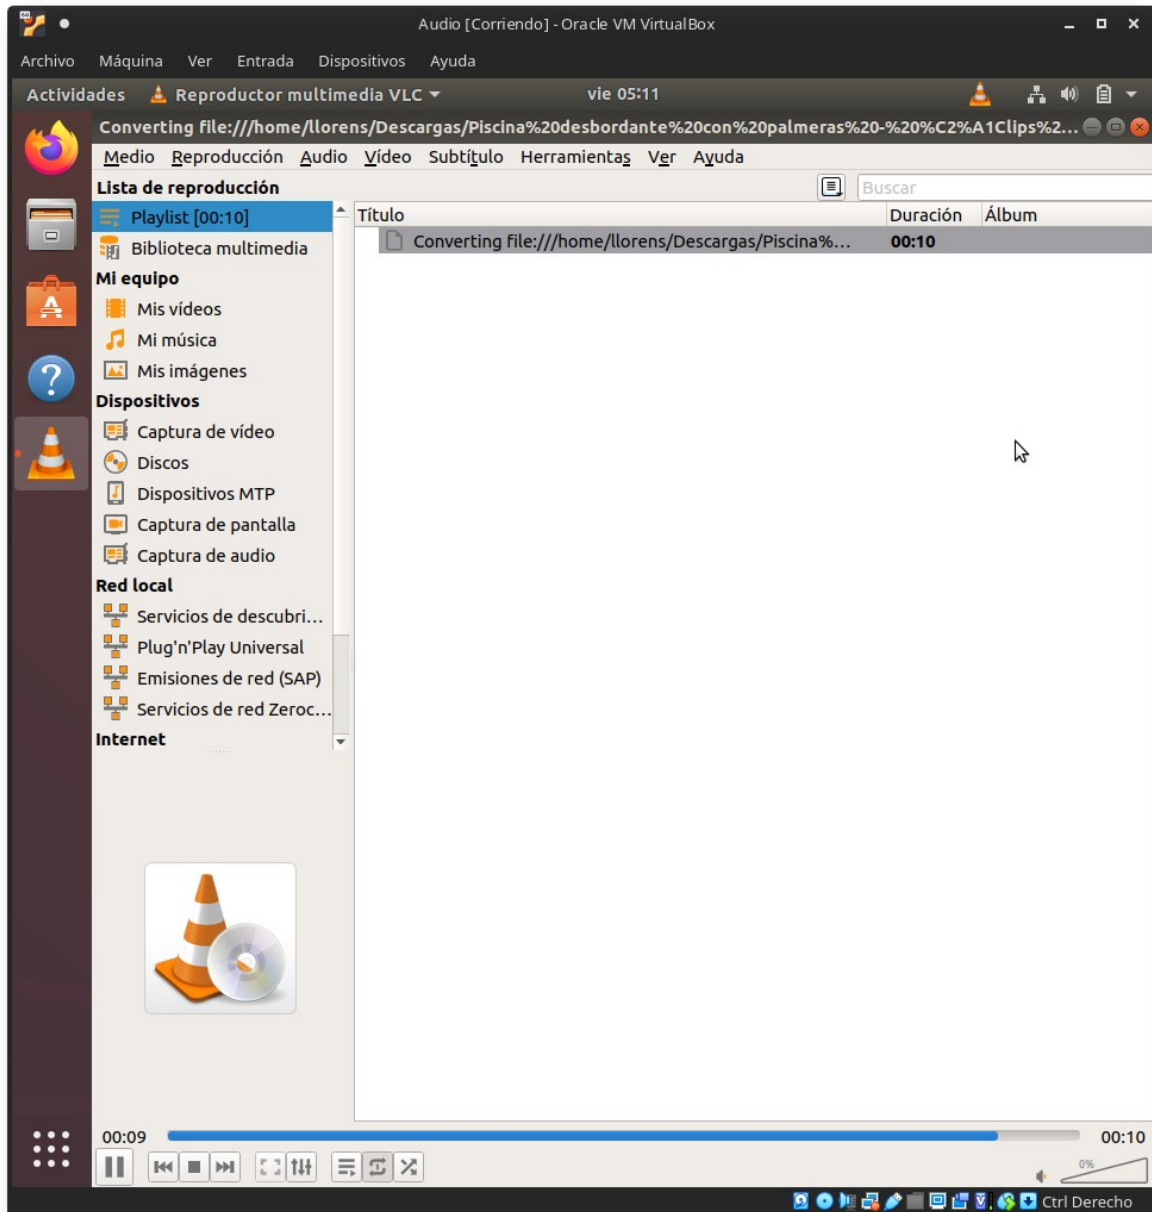 Audio [Corriendo] - Oracle VM VirtualBox
Archivo Máquina Ver Entrada Dispositivos Ayuda
Actividades Reproductor multimedia VLC vie 05:11
Converting file:///home/llorens/Descargas/Piscina%20desbordante%20con%20palmeras%20-%20%C2%A1Clips%2...
Medio Reproducción Audio Vídeo Subtítulo Herramientas Ver Ayuda
Lista de reproducción Buscar
Playlist [00:10] Título Duración Álbum
Converting file:///home/llorens/Descargas/Piscina%... 00:10
Biblioteca multimedia
Mi equipo
Mis vídeos
Mi música
Mis imágenes
Dispositivos
Captura de vídeo
Discos
Dispositivos MTP
Captura de pantalla
Captura de audio
Red local
Servicios de descubri...
Plug'n'Play Universal
Emisiones de red (SAP)
Servicios de red Zeroc...
Internet
00:09 00:10
0%
Ctrl Derecho